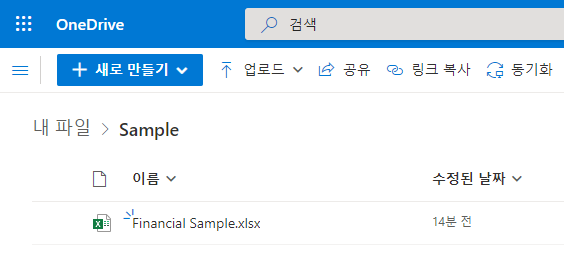 OneDrive 검색
+ 새로 만들기 업로드 공유 링크 복사 동기화
내 파일 > Sample
이름 수정된 날짜
Financial Sample.xlsx 14분 전